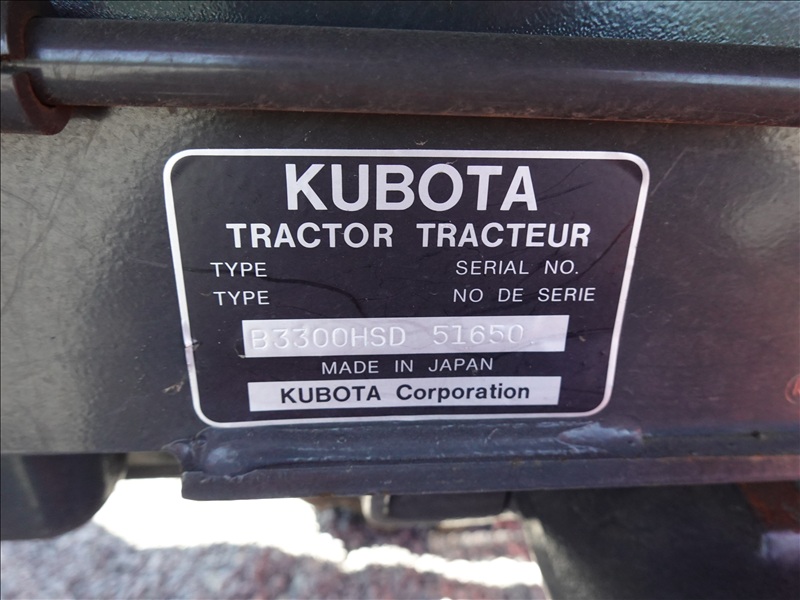 KUBOTA
TRACTOR TRACTEUR
TYPE SERIAL NO.
TYPE NO DE SERIE
B3300HSD 51650
MADE IN JAPAN
KUBOTA Corporation